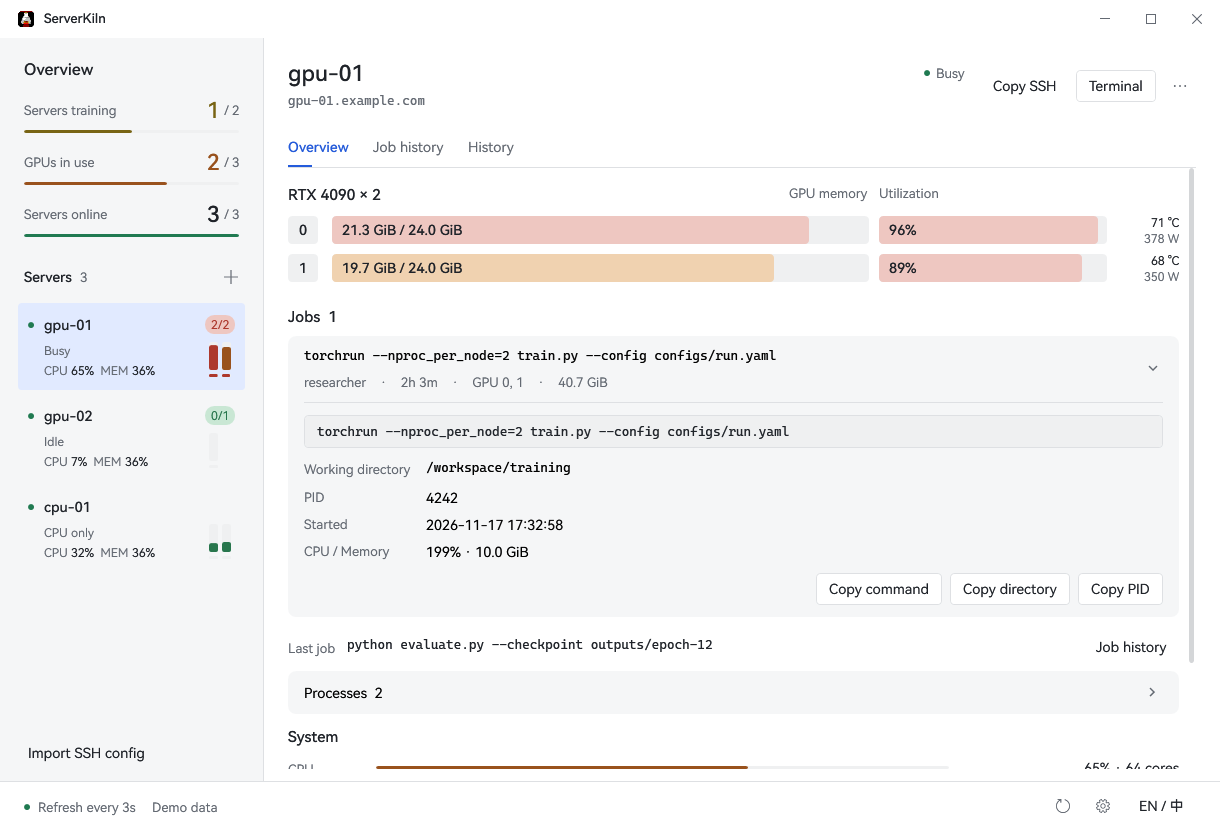 ServerKiln
Overview
Servers training 1 / 2
GPUs in use 2 / 3
Servers online 3 / 3
Servers 3
gpu-01 2/2
Busy
CPU 65% MEM 36%
gpu-02 0/1
Idle
CPU 7% MEM 36%
cpu-01
CPU only
CPU 32% MEM 36%
Import SSH config
gpu-01
gpu-01.example.com
Busy
Copy SSH
Terminal
Overview Job history History
RTX 4090 × 2 GPU memory Utilization
0 21.3 GiB / 24.0 GiB 96% 71 °C
378 W
1 19.7 GiB / 24.0 GiB 89% 68 °C
350 W
Jobs 1
torchrun --nproc_per_node=2 train.py --config configs/run.yaml
researcher · 2h 3m · GPU 0, 1 · 40.7 GiB
torchrun --nproc_per_node=2 train.py --config configs/run.yaml
Working directory /workspace/training
PID 4242
Started 2026-11-17 17:32:58
CPU / Memory 199% · 10.0 GiB
Copy command Copy directory Copy PID
Last job python evaluate.py --checkpoint outputs/epoch-12 Job history
Processes 2
System
CPU 65% · 64 cores
Refresh every 3s Demo data EN / 中